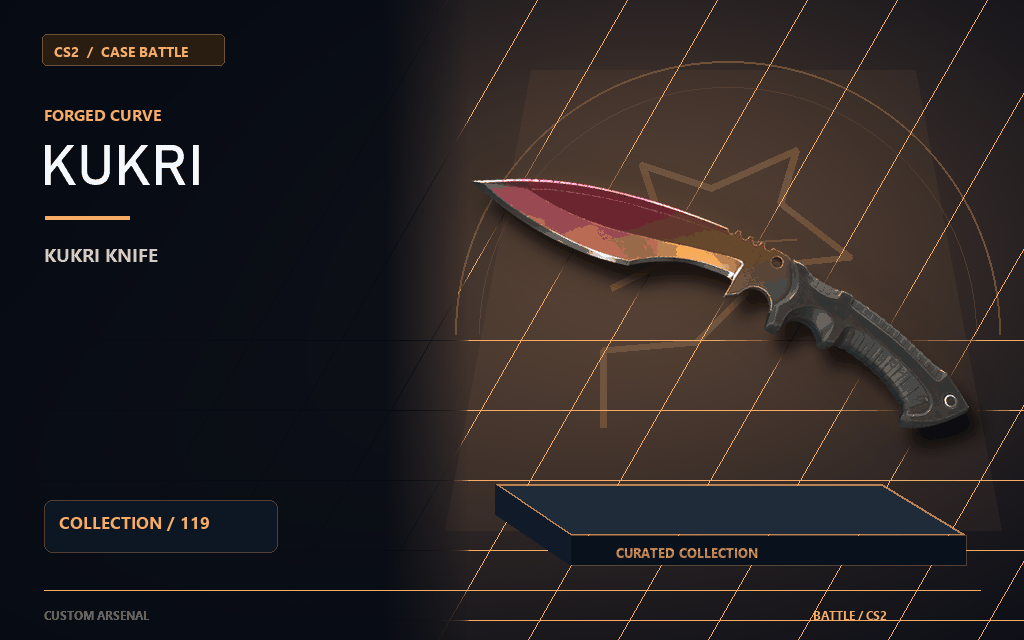 CS2 / CASE BATTLE
FORGED CURVE
KUKRI
KUKRI KNIFE
COLLECTION / 119
CURATED COLLECTION
CUSTOM ARSENAL
BATTLE / CS2